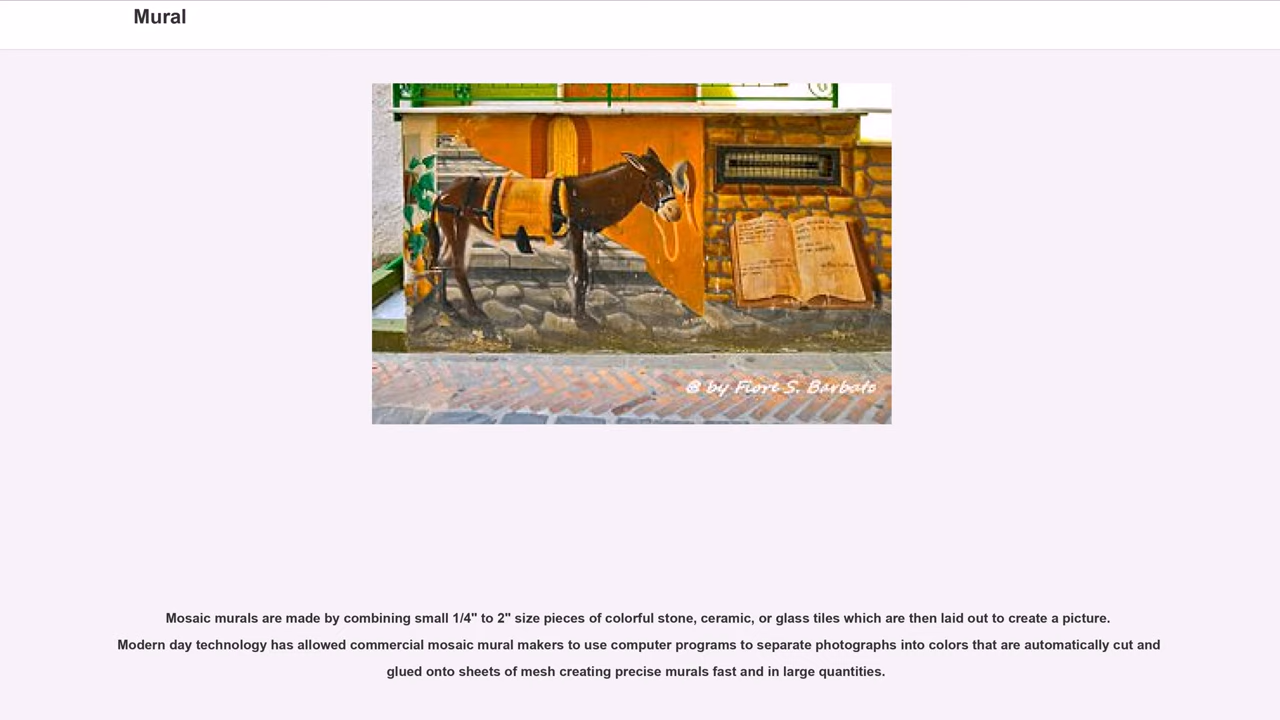 Mural
@ by Fiore S. Barbato
Mosaic murals are made by combining small 1/4" to 2" size pieces of colorful stone, ceramic, or glass tiles which are then laid out to create a picture.
Modern day technology has allowed commercial mosaic mural makers to use computer programs to separate photographs into colors that are automatically cut and
glued onto sheets of mesh creating precise murals fast and in large quantities.